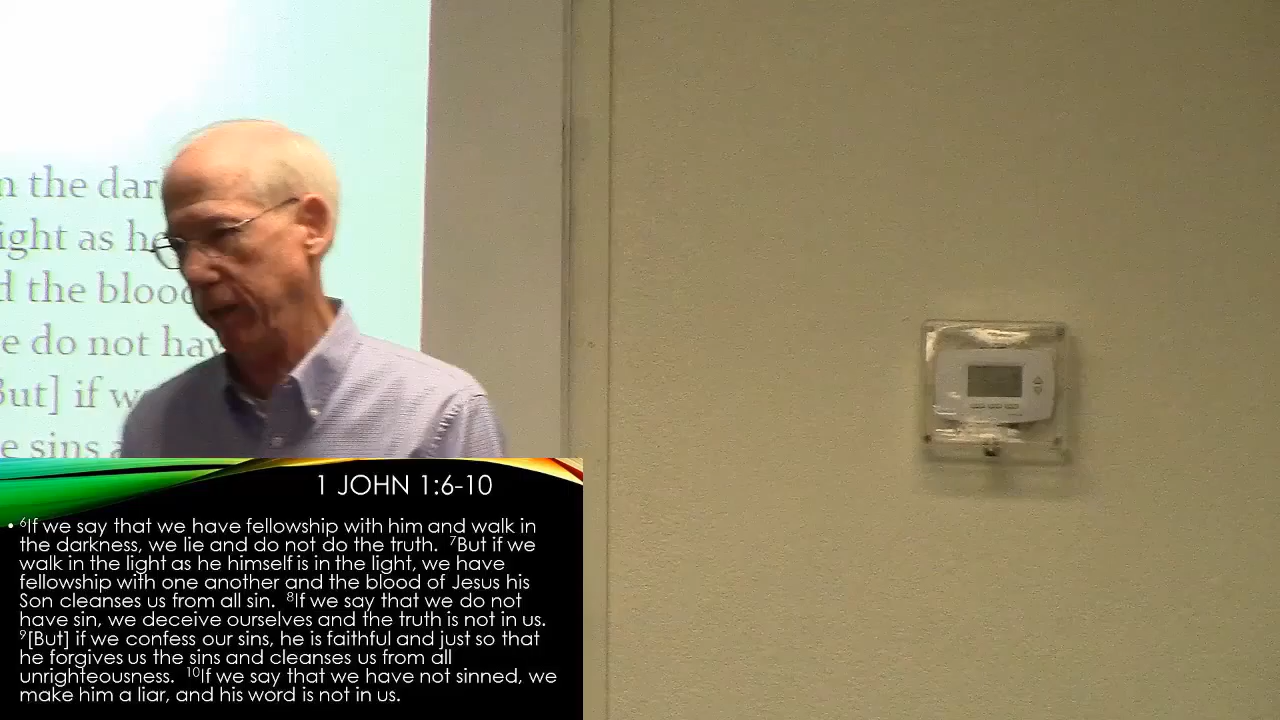 n the dar
ight as he
d the blood
e do not hav
But] if w
e sins a
1 JOHN 1:6-10
• ⁶If we say that we have fellowship with him and walk in
the darkness, we lie and do not do the truth. ⁷But if we
walk in the light as he himself is in the light, we have
fellowship with one another and the blood of Jesus his
Son cleanses us from all sin. ⁸If we say that we do not
have sin, we deceive ourselves and the truth is not in us.
⁹[But] if we confess our sins, he is faithful and just so that
he forgives us the sins and cleanses us from all
unrighteousness. ¹⁰If we say that we have not sinned, we
make him a liar, and his word is not in us.